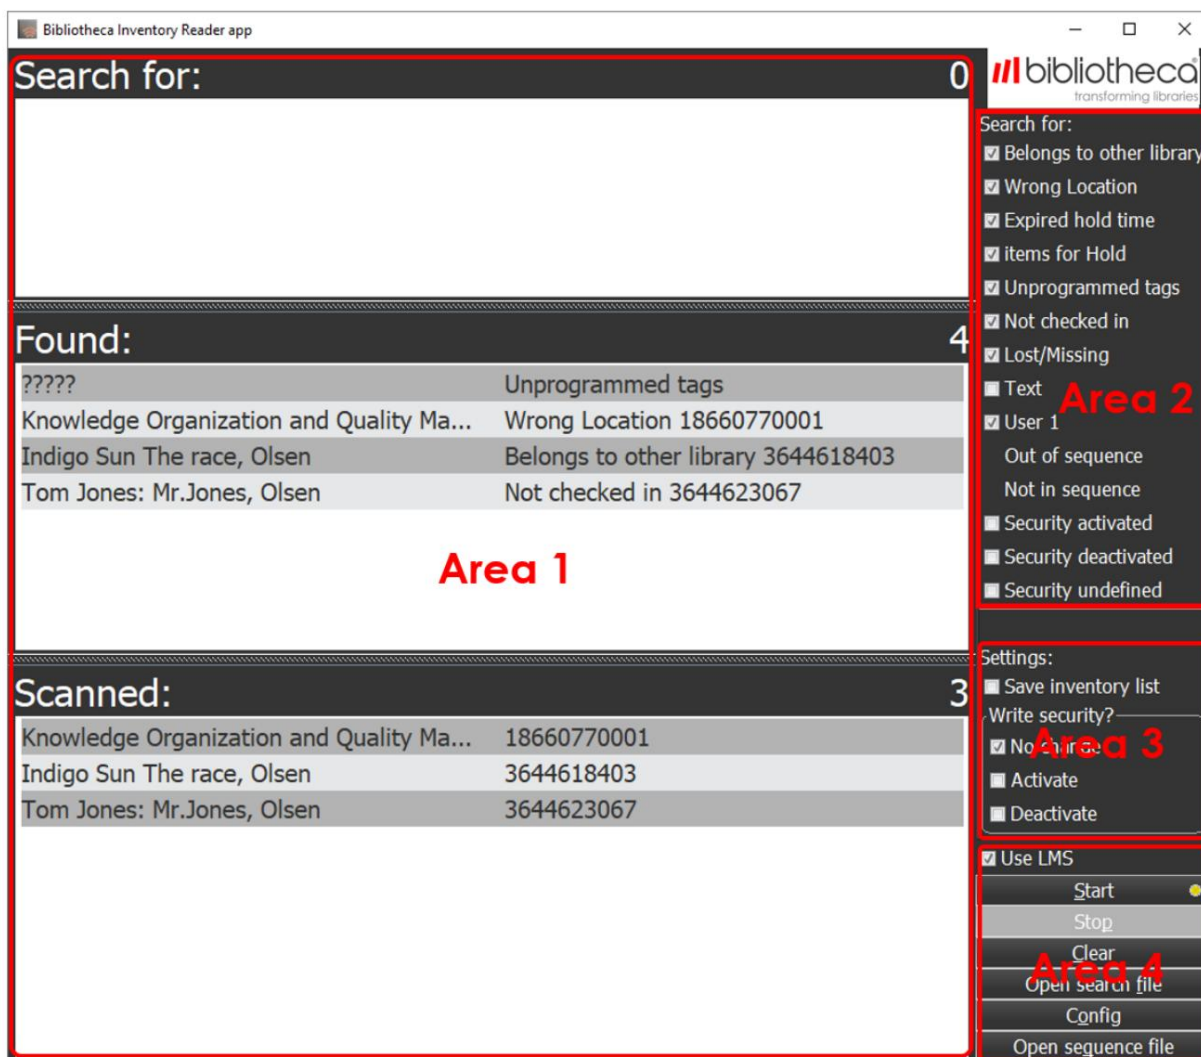 Bibliotheca Inventory Reader app
Search for: 0
bibliotheca
transforming libraries
Found: 4
????? Unprogrammed tags
Knowledge Organization and Quality Ma... Wrong Location 18660770001
Indigo Sun The race, Olsen Belongs to other library 3644618403
Tom Jones: Mr.Jones, Olsen Not checked in 3644623067
Area 1
Scanned: 3
Knowledge Organization and Quality Ma... 18660770001
Indigo Sun The race, Olsen 3644618403
Tom Jones: Mr.Jones, Olsen 3644623067
Search for:
Belongs to other library
Wrong Location
Expired hold time
items for Hold
Unprogrammed tags
Not checked in
Lost/Missing
Text
Area 2
User 1
Out of sequence
Not in sequence
Security activated
Security deactivated
Security undefined
Settings:
Save inventory list
Write security?
No change
Area 3
Activate
Deactivate
Use LMS
Start
Stop
Clear
Area 4
Open search file
Config
Open sequence file